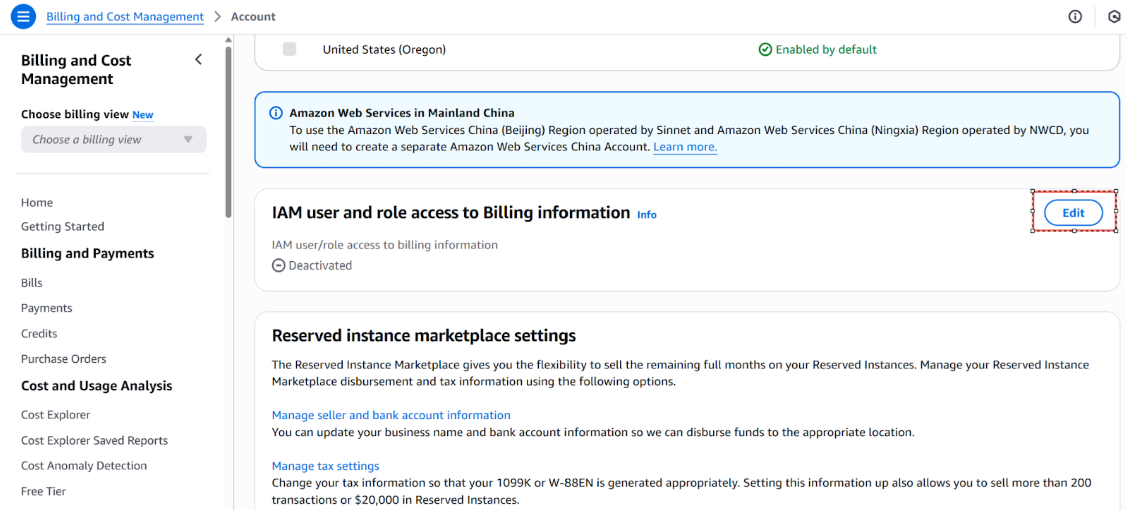 Billing and Cost Management > Account
Billing and Cost
Management
Choose billing view New
Choose a billing view
Home
Getting Started
Billing and Payments
Bills
Payments
Credits
Purchase Orders
Cost and Usage Analysis
Cost Explorer
Cost Explorer Saved Reports
Cost Anomaly Detection
Free Tier
United States (Oregon) Enabled by default
Amazon Web Services in Mainland China
To use the Amazon Web Services China (Beijing) Region operated by Sinnet and Amazon Web Services China (Ningxia) Region operated by NWCD, you
will need to create a separate Amazon Web Services China Account. Learn more.
IAM user and role access to Billing information Info
Edit
IAM user/role access to billing information
Deactivated
Reserved instance marketplace settings
The Reserved Instance Marketplace gives you the flexibility to sell the remaining full months on your Reserved Instances. Manage your Reserved Instance
Marketplace disbursement and tax information using the following options.
Manage seller and bank account information
You can update your business name and bank account information so we can disburse funds to the appropriate location.
Manage tax settings
Change your tax information so that your 1099K or W-88EN is generated appropriately. Setting this information up also allows you to sell more than 200
transactions or $20,000 in Reserved Instances.